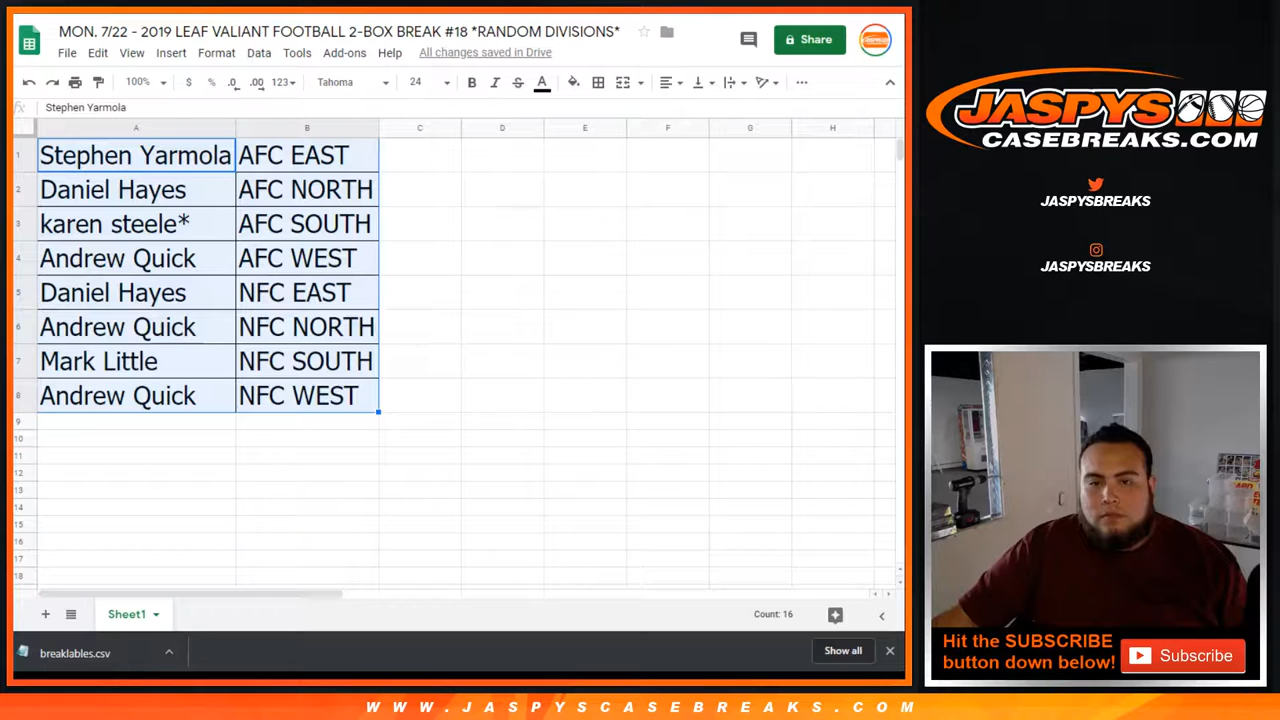 MON. 7/22 - 2019 LEAF VALIANT FOOTBALL 2-BOX BREAK #18 *RANDOM DIVISIONS*
File Edit View Insert Format Data Tools Add-ons Help All changes saved in Drive
Share
100% $ % .0 .00 123 Tahoma 24 B I S A
fx Stephen Yarmola
A B C D E F G H
1 Stephen Yarmola AFC EAST
2 Daniel Hayes AFC NORTH
3 karen steele* AFC SOUTH
4 Andrew Quick AFC WEST
5 Daniel Hayes NFC EAST
6 Andrew Quick NFC NORTH
7 Mark Little NFC SOUTH
8 Andrew Quick NFC WEST
9
10
11
12
13
14
15
16
17
18
Sheet1
Count: 16
breaklables.csv
Show all
JASPYS
CASEBREAKS.COM
JASPYSBREAKS
JASPYSBREAKS
Hit the SUBSCRIBE
button down below!
Subscribe
WWW.JASPYSCASEBREAKS.COM